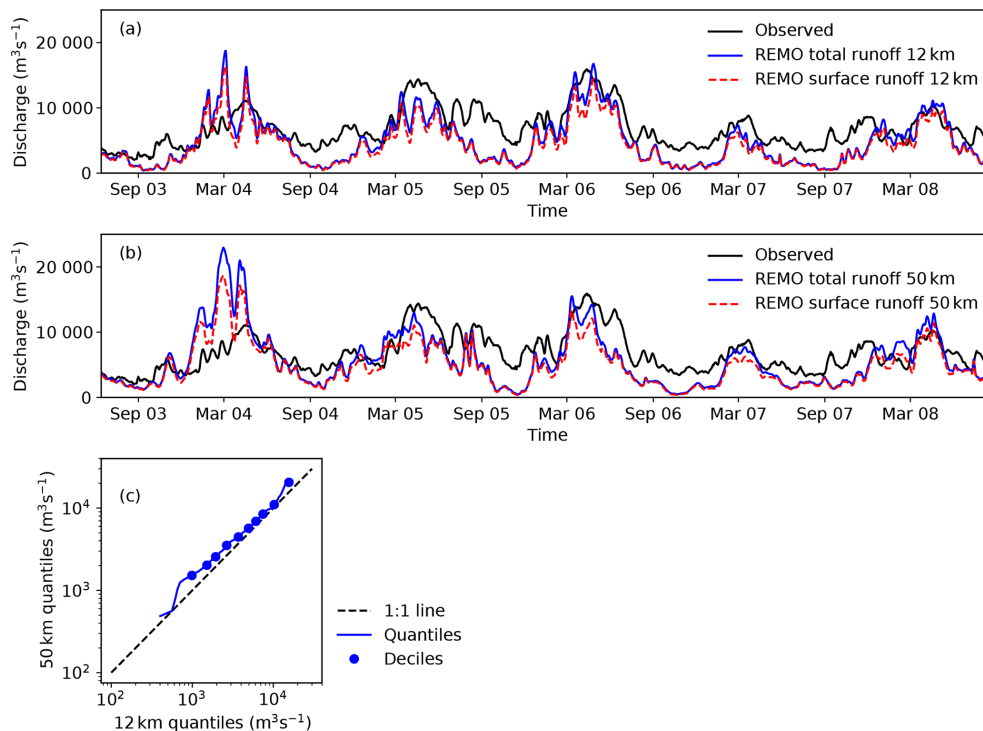 (a)
Observed
REMO total runoff 12 km
REMO surface runoff 12 km
Discharge (m³s⁻¹)
20 000
10 000
0
Sep 03 Mar 04 Sep 04 Mar 05 Sep 05 Mar 06 Sep 06 Mar 07 Sep 07 Mar 08
Time
(b)
Observed
REMO total runoff 50 km
REMO surface runoff 50 km
Discharge (m³s⁻¹)
20 000
10 000
0
Sep 03 Mar 04 Sep 04 Mar 05 Sep 05 Mar 06 Sep 06 Mar 07 Sep 07 Mar 08
Time
(c)
50 km quantiles (m³s⁻¹)
10⁴
10³
10²
10² 10³ 10⁴
12 km quantiles (m³s⁻¹)
1:1 line
Quantiles
Deciles